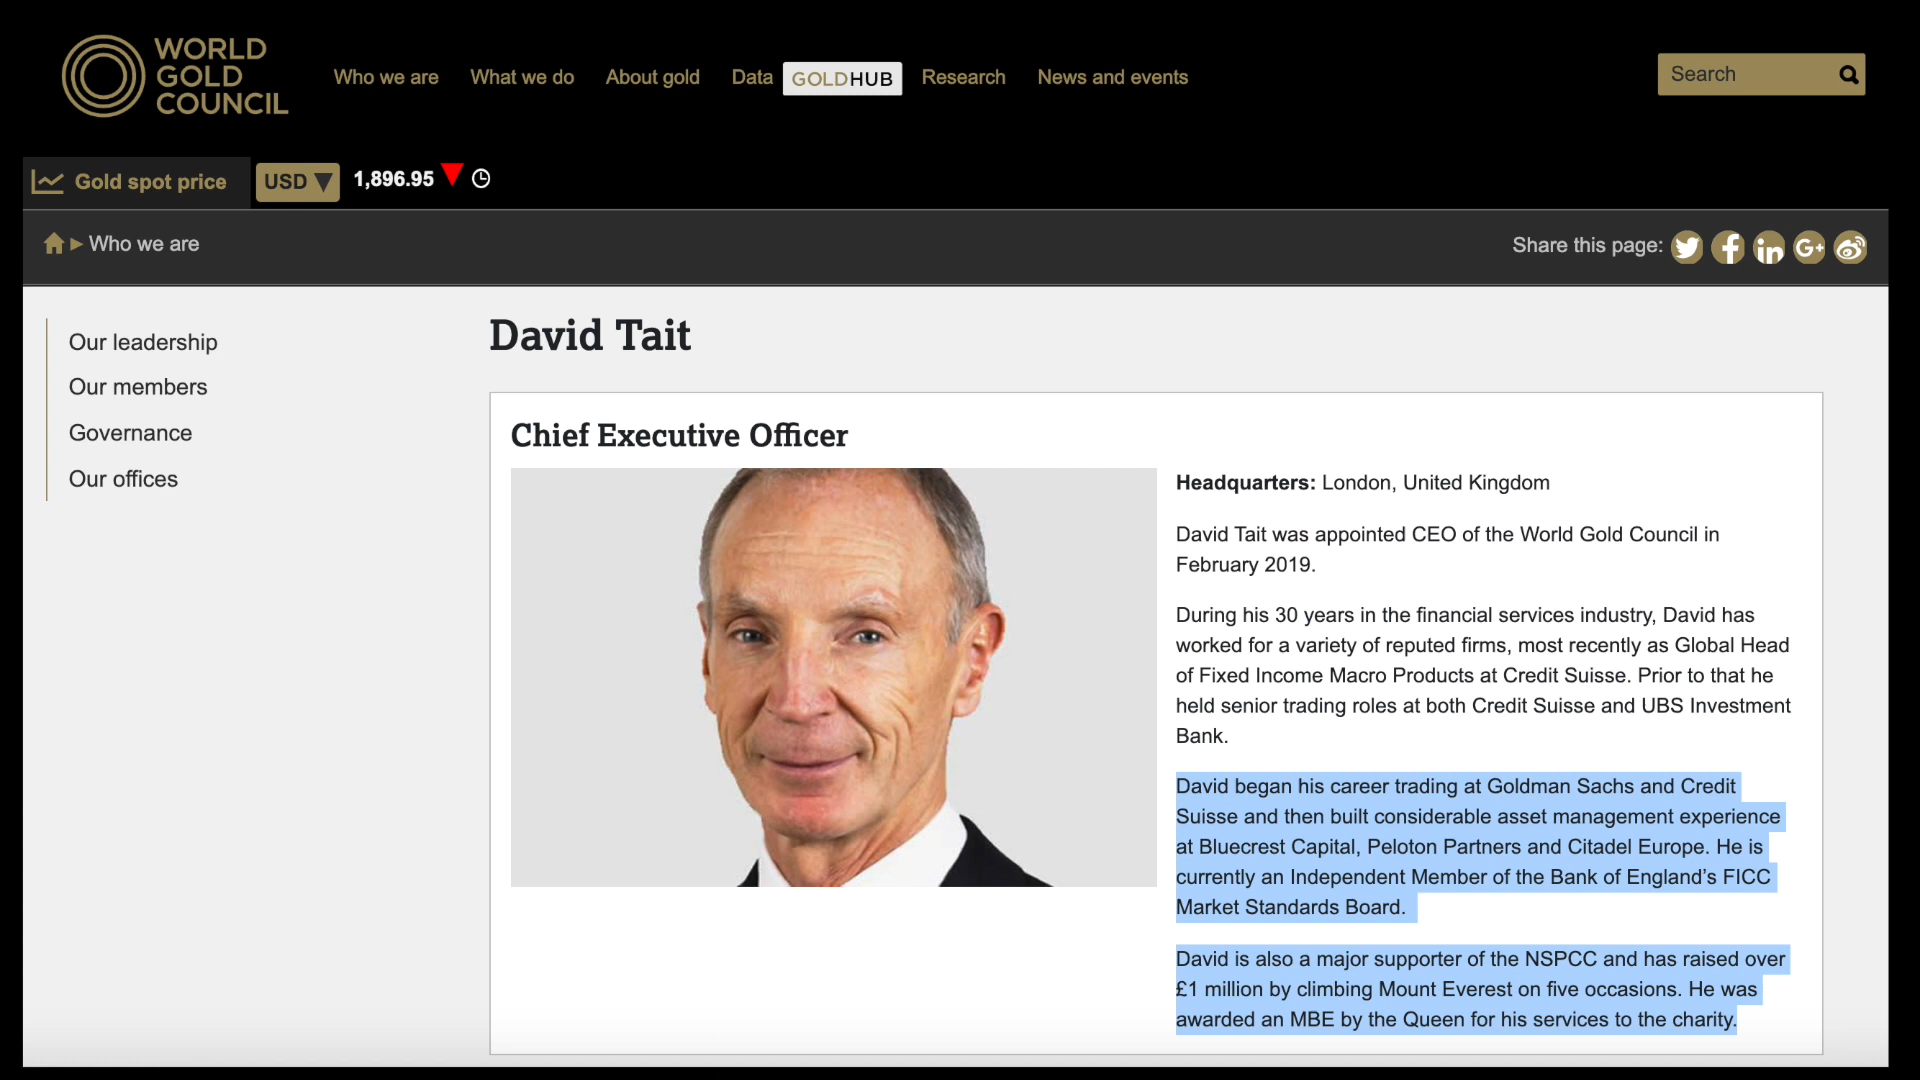 WORLD
GOLD
COUNCIL
Who we are
What we do
About gold
Data
GOLDHUB
Research
News and events
Search
Gold spot price
USD
1,896.95
Who we are
Share this page:
Our leadership
Our members
Governance
Our offices
David Tait
Chief Executive Officer
Headquarters: London, United Kingdom
David Tait was appointed CEO of the World Gold Council in
February 2019.
During his 30 years in the financial services industry, David has
worked for a variety of reputed firms, most recently as Global Head
of Fixed Income Macro Products at Credit Suisse. Prior to that he
held senior trading roles at both Credit Suisse and UBS Investment
Bank.
David began his career trading at Goldman Sachs and Credit
Suisse and then built considerable asset management experience
at Bluecrest Capital, Peloton Partners and Citadel Europe. He is
currently an Independent Member of the Bank of England’s FICC
Market Standards Board.
David is also a major supporter of the NSPCC and has raised over
£1 million by climbing Mount Everest on five occasions. He was
awarded an MBE by the Queen for his services to the charity.